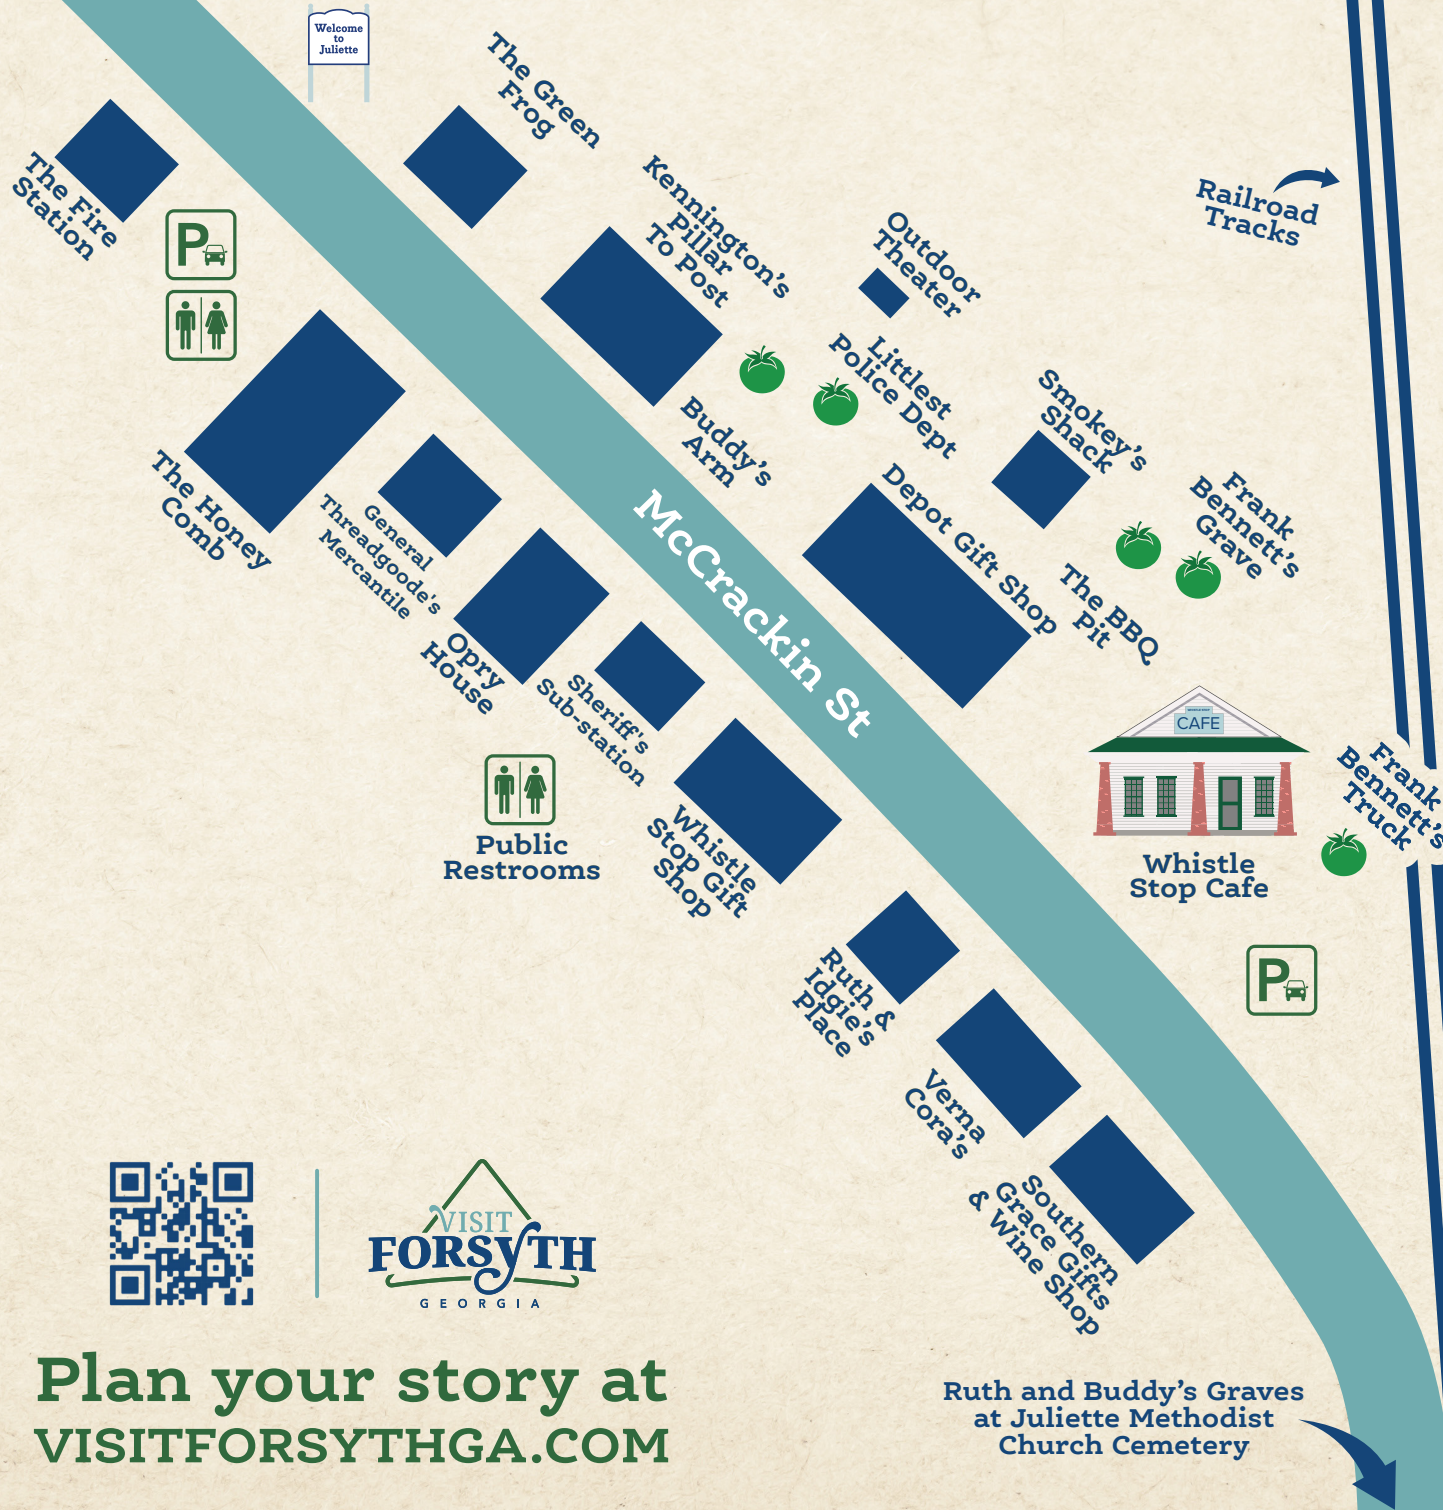 Welcome
to
Juliette
The Green
Frog
The Fire
Station
P
Kennington's
Pillar
To Post
Outdoor
Theater
Railroad
Tracks
Littlest
Police Dept
Buddy's
Arm
Smokey's
Shack
Depot Gift Shop
Frank
Bennett's
Grave
The BBQ
Pit
The Honey
Comb
General
Threadgoode's
Mercantile
McCrackin St
Opry
House
Sheriff's
Sub-station
Public
Restrooms
Whistle
Stop Gift
Shop
CAFE
Whistle
Stop Cafe
Frank
Bennett's
Truck
P
Ruth &
Idgie's
Place
Verna
Cora's
Southern
Grace Gifts
& Wine Shop
VISIT
FORSYTH
GEORGIA
Plan your story at
VISITFORSYTHGA.COM
Ruth and Buddy's Graves
at Juliette Methodist
Church Cemetery